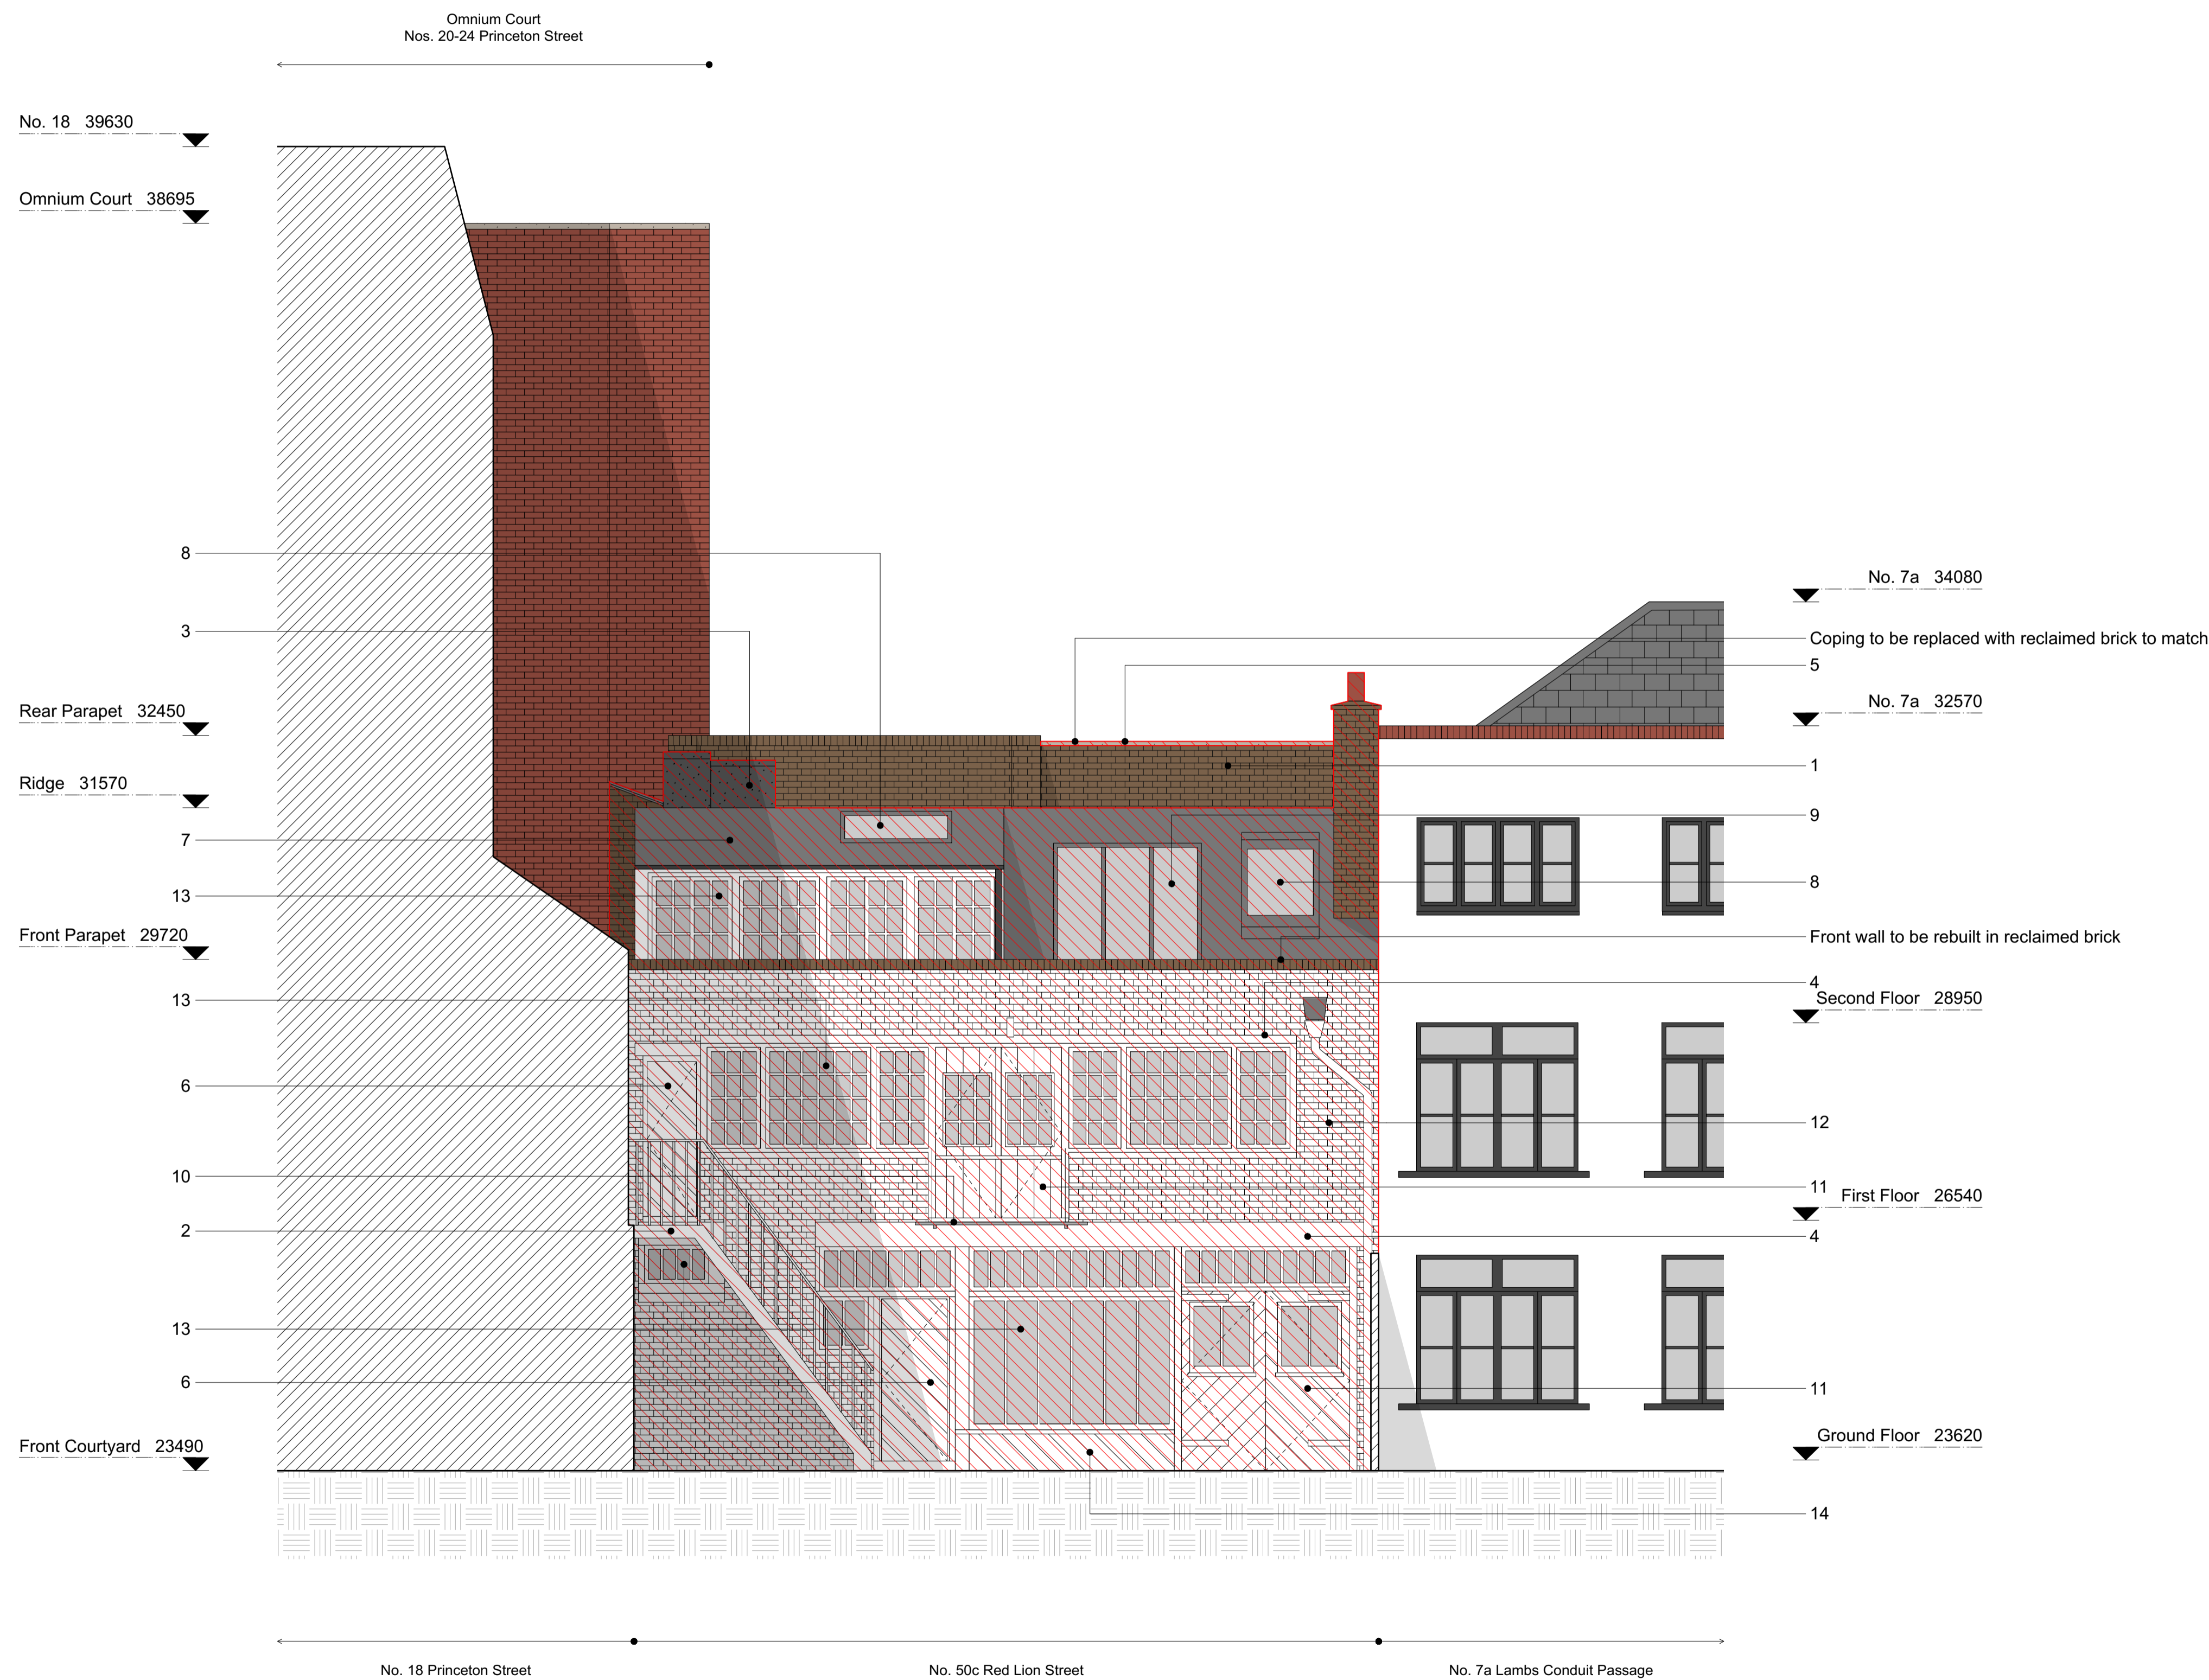 Omnium Court
Nos. 20-24 Princeton Street
No. 18 39630
Omnium Court 38695
8
3
Rear Parapet 32450
Ridge 31570
7
13
Front Parapet 29720
13
6
10
2
13
6
Front Courtyard 23490
No. 7a 34080
Coping to be replaced with reclaimed brick to match
5
No. 7a 32570
1
9
8
Front wall to be rebuilt in reclaimed brick
4
Second Floor 28950
12
11
First Floor 26540
4
11
Ground Floor 23620
14
No. 18 Princeton Street
No. 50c Red Lion Street
No. 7a Lambs Conduit Passage